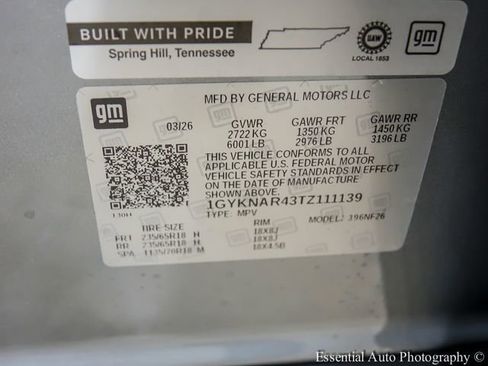 BUILT WITH PRIDE
Spring Hill, Tennessee
UAW
LOCAL 1853
gm
gm
MFD BY GENERAL MOTORS LLC
03/26 GVWR GAWR FRT GAWR RR
2722 KG 1350 KG 1450 KG
6001 LB 2976 LB 3196 LB
THIS VEHICLE CONFORMS TO ALL
APPLICABLE U.S. FEDERAL MOTOR
VEHICLE SAFETY STANDARDS IN EFFECT
ON THE DATE OF MANUFACTURE SHOWN ABOVE.
1GYKNAR43TZ111139
TYPE: MPV MODEL: 196NF26
TIRE SIZE RIM
FRT 235/65R18 H 18X8J
RR 235/65R18 H 18X8J
SPA T135/70R18 M 18X4.5B
Essential Auto Photography ©